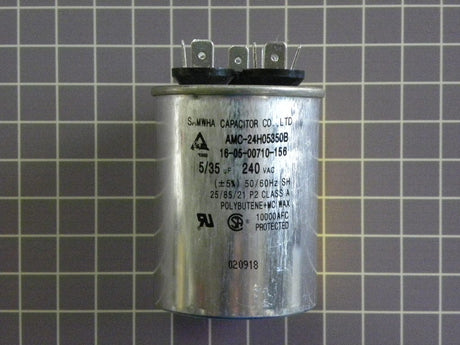 SAMWHA CAPACITOR CO.,LTD
AMC-24H05350B
16-05-00710-156
5/35 uF 240 VAC
(±5%) 50/60Hz SH
25/85/21 P2 CLASS A
POLYBUTENE+MC WAX
10000AFC
PROTECTED
020918